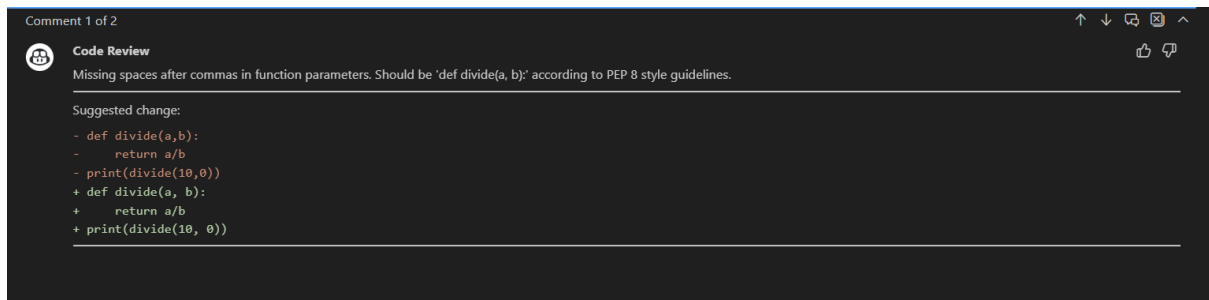 Comment 1 of 2
Code Review
Missing spaces after commas in function parameters. Should be 'def divide(a, b):' according to PEP 8 style guidelines.
Suggested change:
- def divide(a,b):
-     return a/b
- print(divide(10,0))
+ def divide(a, b):
+     return a/b
+ print(divide(10, 0))